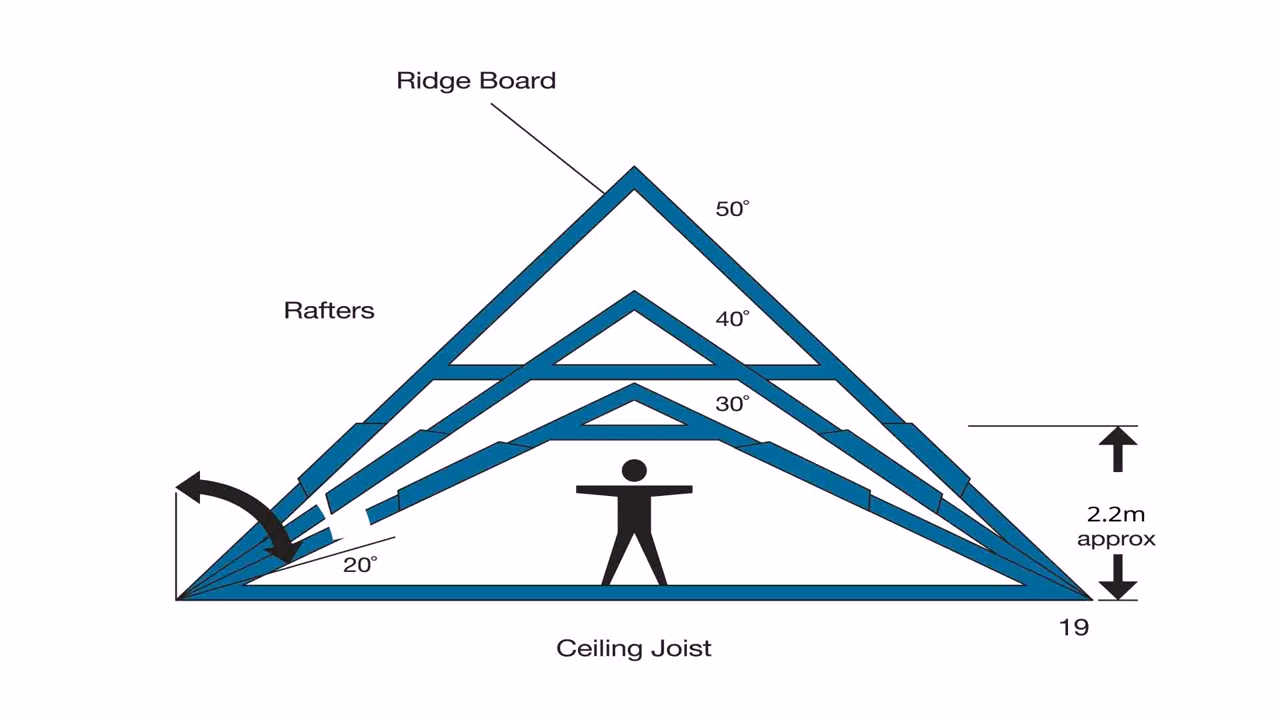 Ridge Board
50°
Rafters
40°
30°
2.2m
approx
20°
19
Ceiling Joist